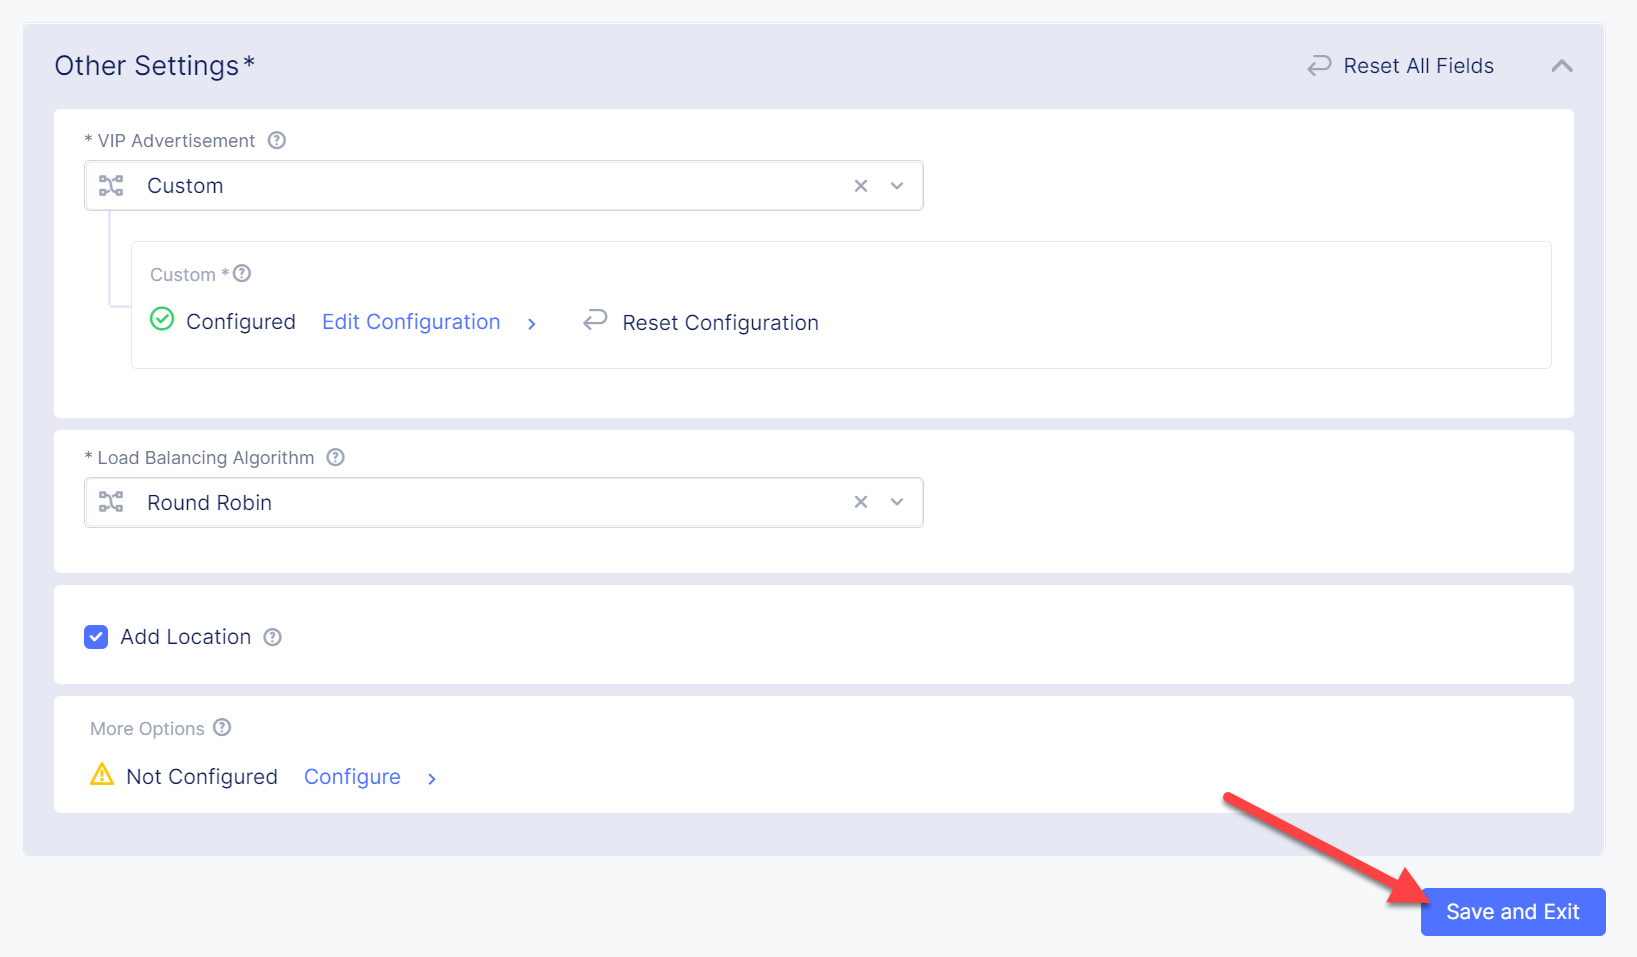 Other Settings*
Reset All Fields
* VIP Advertisement
Custom
Custom *
Configured Edit Configuration Reset Configuration
* Load Balancing Algorithm
Round Robin
Add Location
More Options
Not Configured Configure
Save and Exit